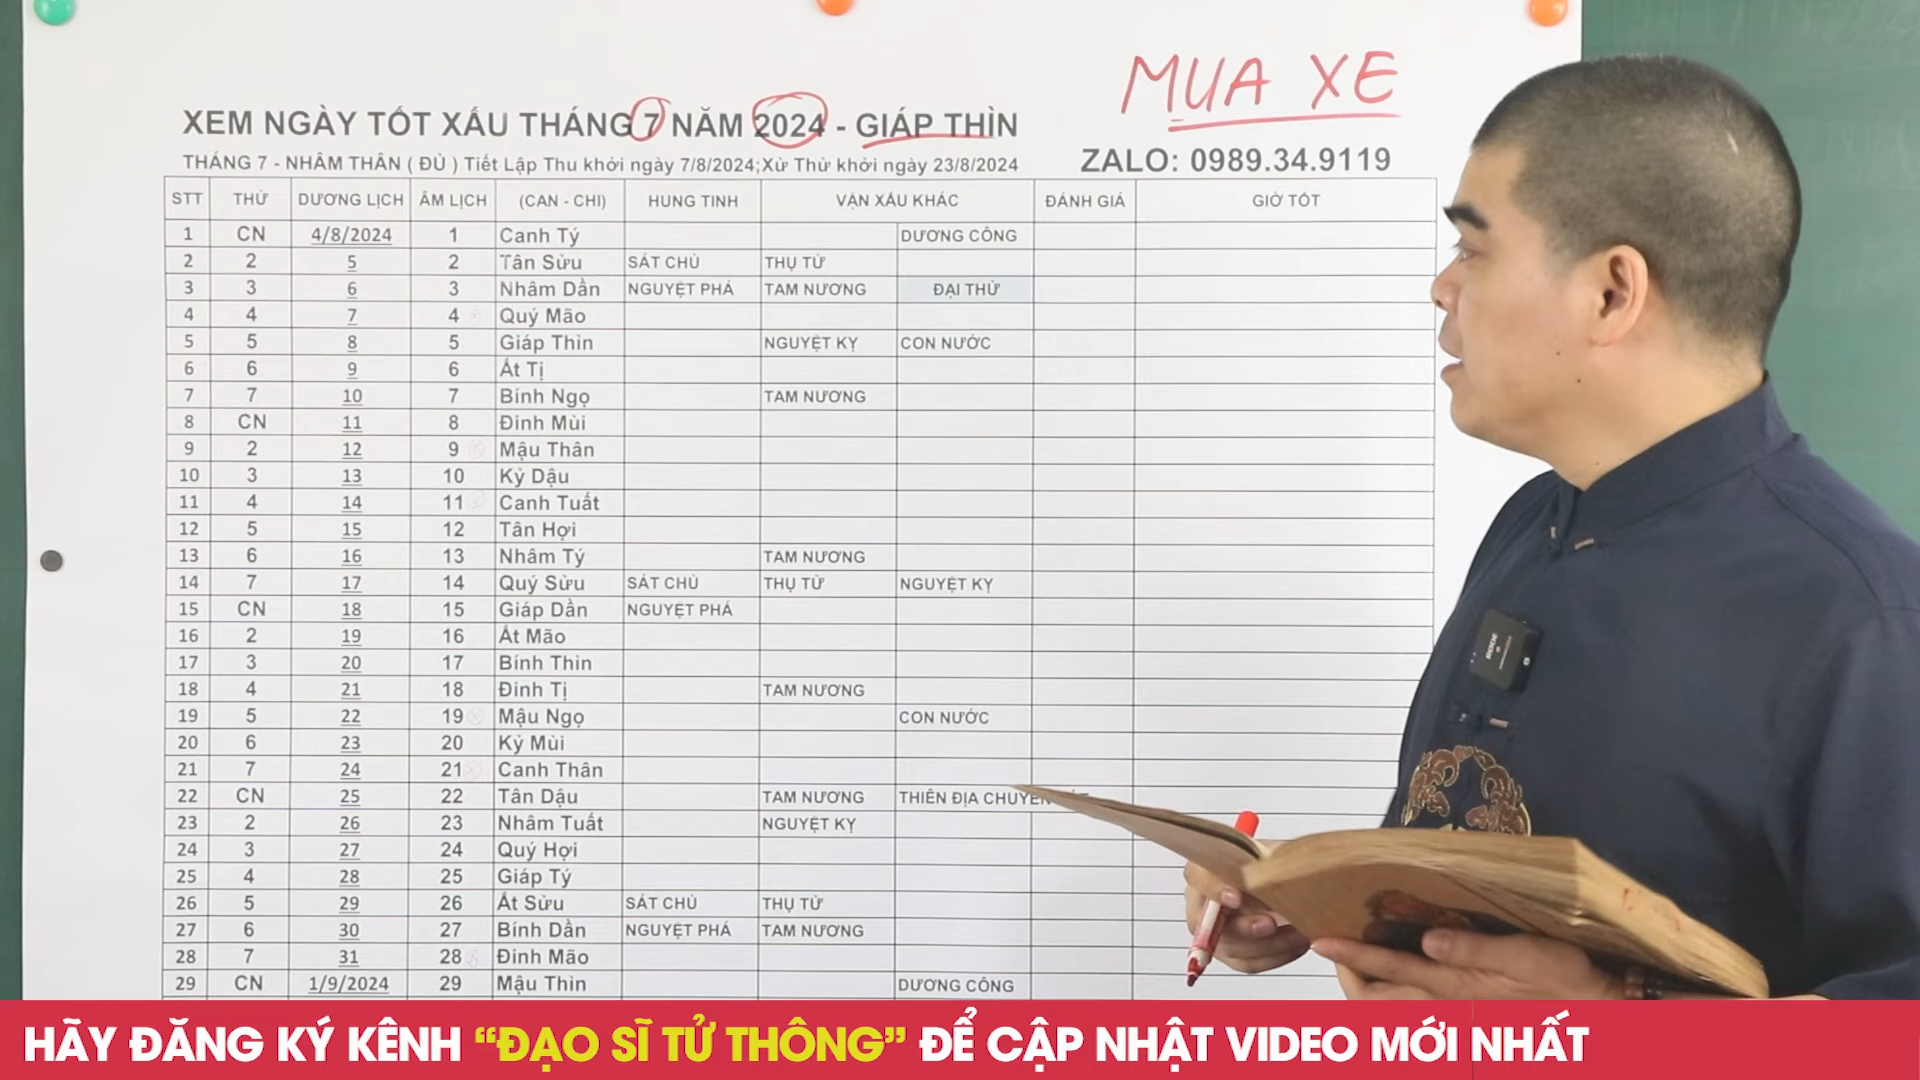 MUA XE
XEM NGÀY TỐT XẤU THÁNG 7 NĂM 2024 - GIÁP THÌN
THÁNG 7 - NHÂM THÂN ( ĐỦ ) Tiết Lập Thu khởi ngày 7/8/2024;Xử Thử khởi ngày 23/8/2024
ZALO: 0989.34.9119
STT THỨ DƯƠNG LỊCH ÂM LỊCH (CAN - CHI) HUNG TINH VẬN XẤU KHÁC ĐÁNH GIÁ GIỜ TỐT
1 CN 4/8/2024 1 Canh Tý DƯƠNG CÔNG
2 2 5 2 Tân Sửu SÁT CHỦ THỤ TỬ
3 3 6 3 Nhâm Dần NGUYỆT PHÁ TAM NƯƠNG ĐẠI THỬ
4 4 7 4 Quý Mão
5 5 8 5 Giáp Thìn NGUYỆT KỴ CON NƯỚC
6 6 9 6 Ất Tị
7 7 10 7 Bính Ngọ TAM NƯƠNG
8 CN 11 8 Đinh Mùi
9 2 12 9 Mậu Thân
10 3 13 10 Kỷ Dậu
11 4 14 11 Canh Tuất
12 5 15 12 Tân Hợi
13 6 16 13 Nhâm Tý TAM NƯƠNG
14 7 17 14 Quý Sửu SÁT CHỦ THỤ TỬ NGUYỆT KỴ
15 CN 18 15 Giáp Dần NGUYỆT PHÁ
16 2 19 16 Ất Mão
17 3 20 17 Bính Thìn
18 4 21 18 Đinh Tị TAM NƯƠNG
19 5 22 19 Mậu Ngọ CON NƯỚC
20 6 23 20 Kỷ Mùi
21 7 24 21 Canh Thân
22 CN 25 22 Tân Dậu TAM NƯƠNG THIÊN ĐỊA CHUYÊN
23 2 26 23 Nhâm Tuất NGUYỆT KỴ
24 3 27 24 Quý Hợi
25 4 28 25 Giáp Tý
26 5 29 26 Ất Sửu SÁT CHỦ THỤ TỬ
27 6 30 27 Bính Dần NGUYỆT PHÁ TAM NƯƠNG
28 7 31 28 Đinh Mão
29 CN 1/9/2024 29 Mậu Thìn DƯƠNG CÔNG
RODE
HÃY ĐĂNG KÝ KÊNH “ĐẠO SĨ TỬ THÔNG” ĐỂ CẬP NHẬT VIDEO MỚI NHẤT